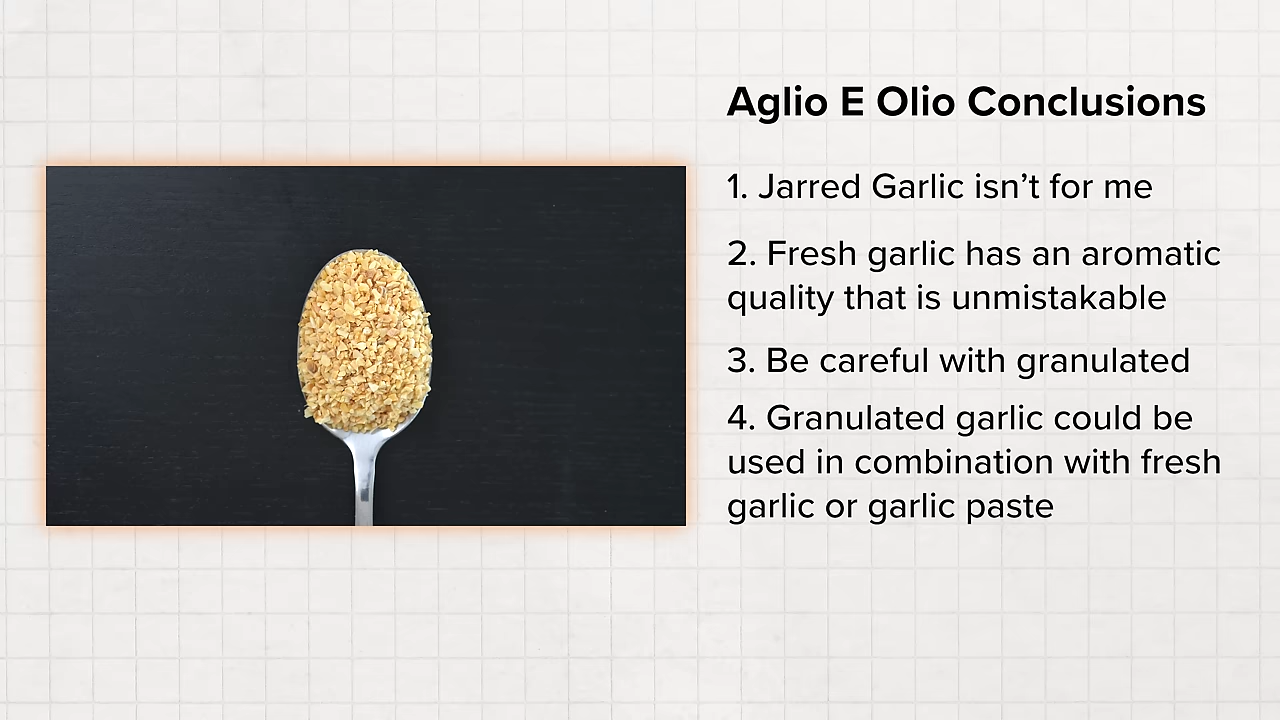 Aglio E Olio Conclusions
1. Jarred Garlic isn’t for me
2. Fresh garlic has an aromatic
quality that is unmistakable
3. Be careful with granulated
4. Granulated garlic could be
used in combination with fresh
garlic or garlic paste